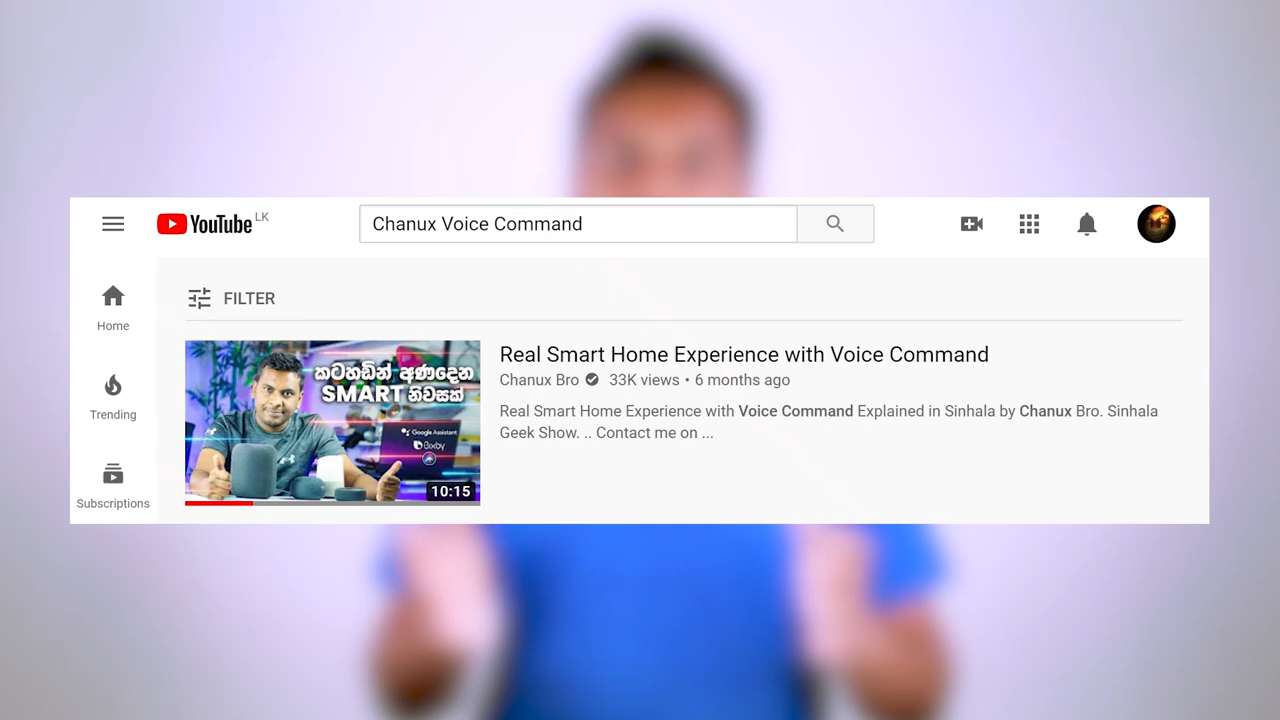 YouTube LK
Chanux Voice Command
Home
Trending
Subscriptions
FILTER
කටහඩින් අණදෙන
SMART නිවසක්
Google Assistant
Bixby
10:15
Real Smart Home Experience with Voice Command
Chanux Bro 33K views • 6 months ago
Real Smart Home Experience with Voice Command Explained in Sinhala by Chanux Bro. Sinhala
Geek Show. .. Contact me on ...